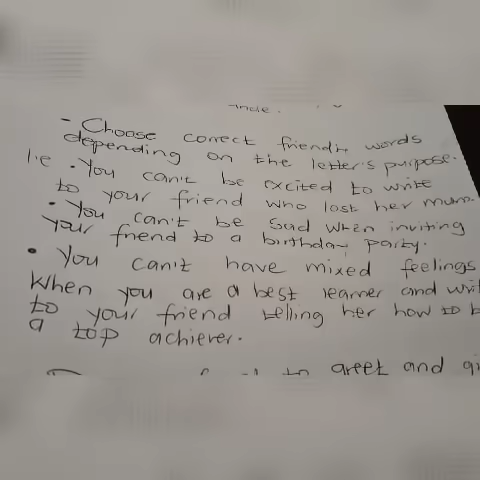 - Choose correct friendly words
depending on the letter's purpose.
i.e • You can't be excited to write
to your friend who lost her mum.
• You can't be sad when inviting
your friend to a birthday party.
• You can't have mixed feelings
When you are a best learner and
to your friend telling her how to
a top achiever.
to greet and